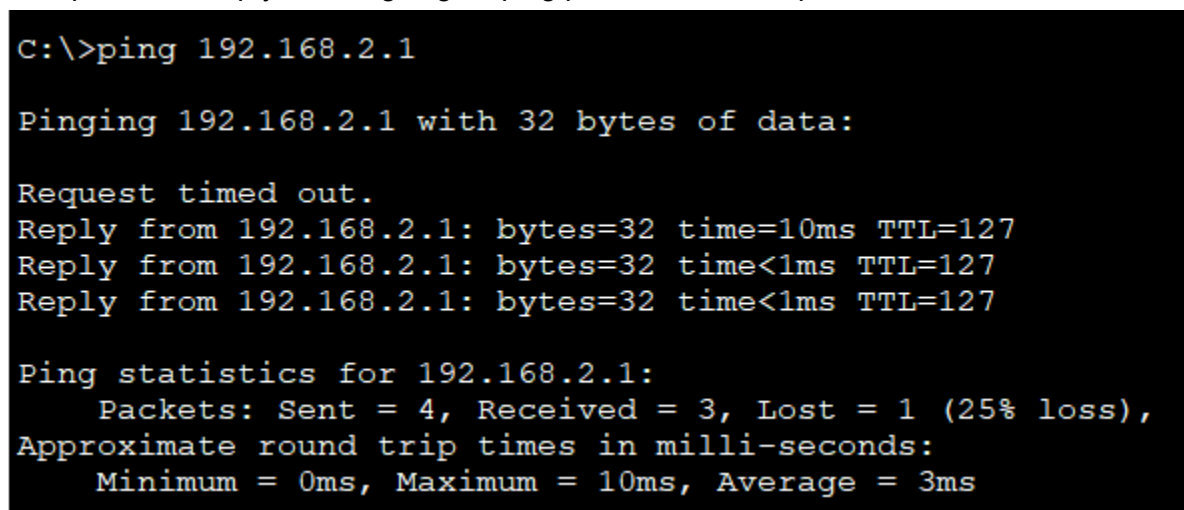 C:\>ping 192.168.2.1
Pinging 192.168.2.1 with 32 bytes of data:
Request timed out.
Reply from 192.168.2.1: bytes=32 time=10ms TTL=127
Reply from 192.168.2.1: bytes=32 time<1ms TTL=127
Reply from 192.168.2.1: bytes=32 time<1ms TTL=127
Ping statistics for 192.168.2.1:
Packets: Sent = 4, Received = 3, Lost = 1 (25% loss),
Approximate round trip times in milli-seconds:
Minimum = 0ms, Maximum = 10ms, Average = 3ms